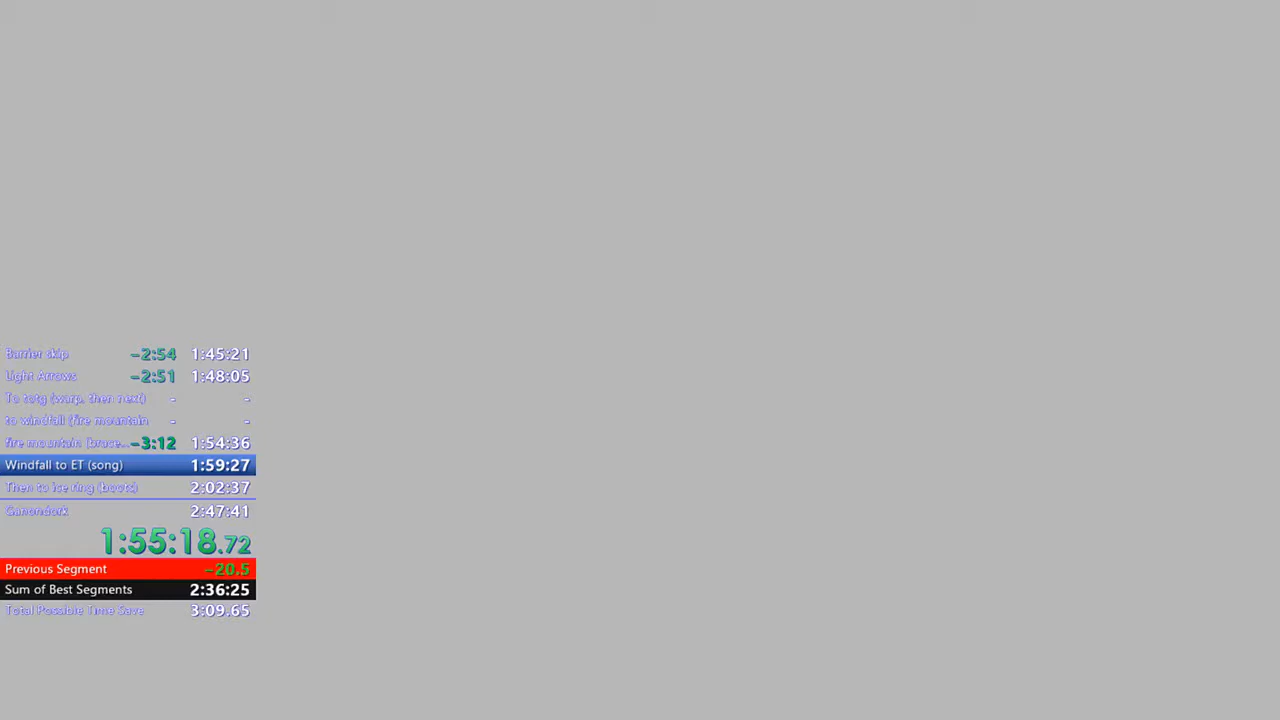 Barrier skip -2:54 1:45:21
Light Arrows -2:51 1:48:05
To totg (warp, then next) - -
to windfall (fire mountain - -
fire mountain (brace... -3:12 1:54:36
Windfall to ET (song) 1:59:27
Then to ice ring (boots) 2:02:37
Ganondork 2:47:41
1:55:18.72
Previous Segment -20.5
Sum of Best Segments 2:36:25
Total Possible Time Save 3:09.65